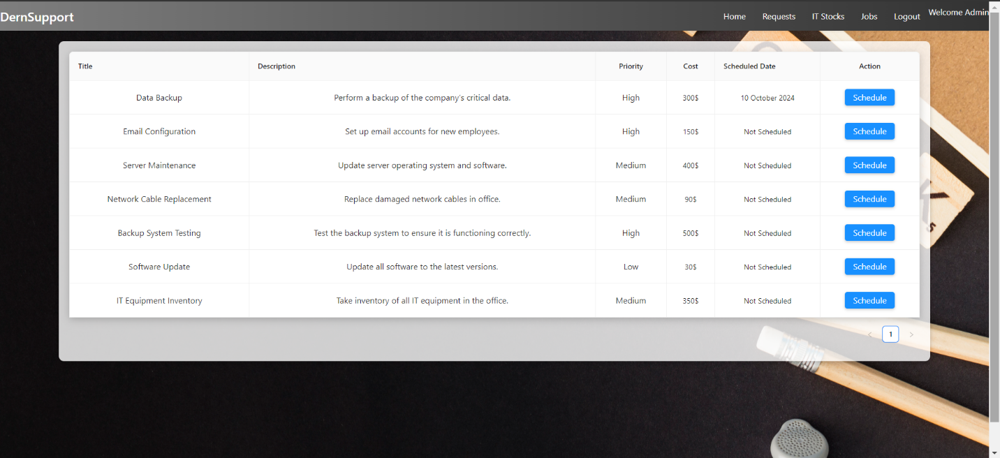 DernSupport Home Requests IT Stocks Jobs Logout Welcome Admin
Title Description Priority Cost Scheduled Date Action
Data Backup Perform a backup of the company's critical data. High 300$ 10 October 2024 Schedule
Email Configuration Set up email accounts for new employees. High 150$ Not Scheduled Schedule
Server Maintenance Update server operating system and software. Medium 400$ Not Scheduled Schedule
Network Cable Replacement Replace damaged network cables in office. Medium 90$ Not Scheduled Schedule
Backup System Testing Test the backup system to ensure it is functioning correctly. High 500$ Not Scheduled Schedule
Software Update Update all software to the latest versions. Low 30$ Not Scheduled Schedule
IT Equipment Inventory Take inventory of all IT equipment in the office. Medium 350$ Not Scheduled Schedule
< 1 >
K5